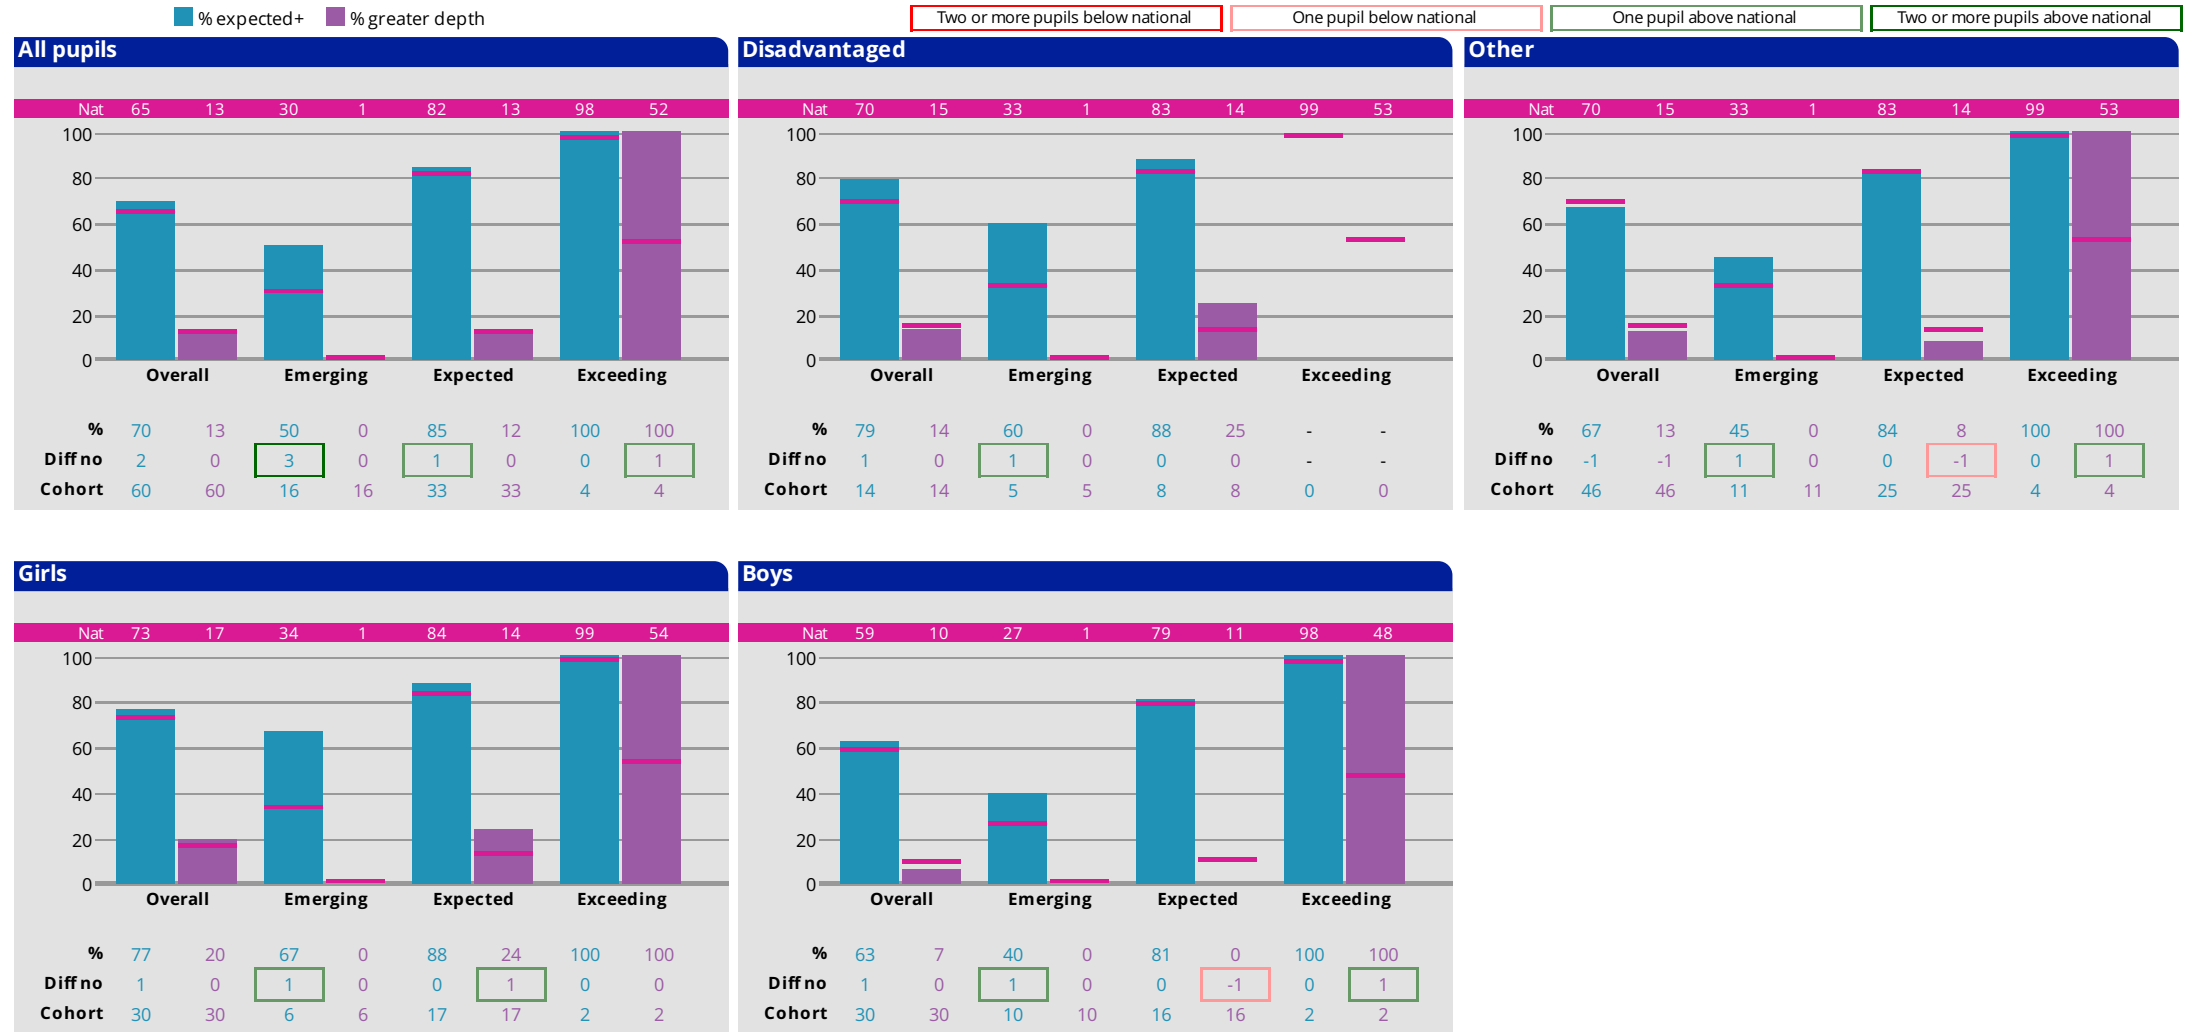 % expected+ % greater depth Two or more pupils below national One pupil below national One pupil above national Two or more pupils above national
All pupils
Nat 65 13 30 1 82 13 98 52
100
80
60
40
20
0
Overall Emerging Expected Exceeding
% 70 13 50 0 85 12 100 100
Diff no 2 0 3 0 1 0 0 1
Cohort 60 60 16 16 33 33 4 4
Disadvantaged
Nat 70 15 33 1 83 14 99 53
100
80
60
40
20
0
Overall Emerging Expected Exceeding
% 79 14 60 0 88 25 - -
Diff no 1 0 1 0 0 0 - -
Cohort 14 14 5 5 8 8 0 0
Other
Nat 70 15 33 1 83 14 99 53
100
80
60
40
20
0
Overall Emerging Expected Exceeding
% 67 13 45 0 84 8 100 100
Diff no -1 -1 1 0 0 -1 0 1
Cohort 46 46 11 11 25 25 4 4
Girls
Nat 73 17 34 1 84 14 99 54
100
80
60
40
20
0
Overall Emerging Expected Exceeding
% 77 20 67 0 88 24 100 100
Diff no 1 0 1 0 0 1 0 0
Cohort 30 30 6 6 17 17 2 2
Boys
Nat 59 10 27 1 79 11 98 48
100
80
60
40
20
0
Overall Emerging Expected Exceeding
% 63 7 40 0 81 0 100 100
Diff no 1 0 1 0 0 -1 0 1
Cohort 30 30 10 10 16 16 2 2